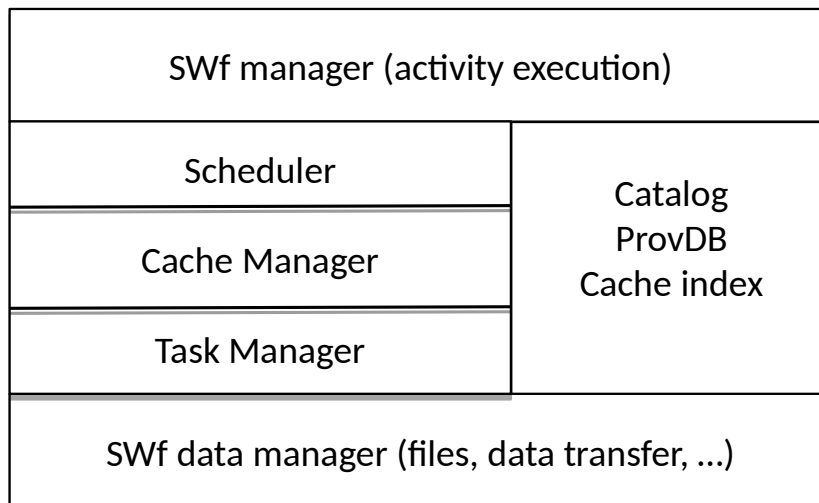 SWf manager (activity execution)
Scheduler
Cache Manager
Task Manager
Catalog
ProvDB
Cache index
SWf data manager (files, data transfer, ...)